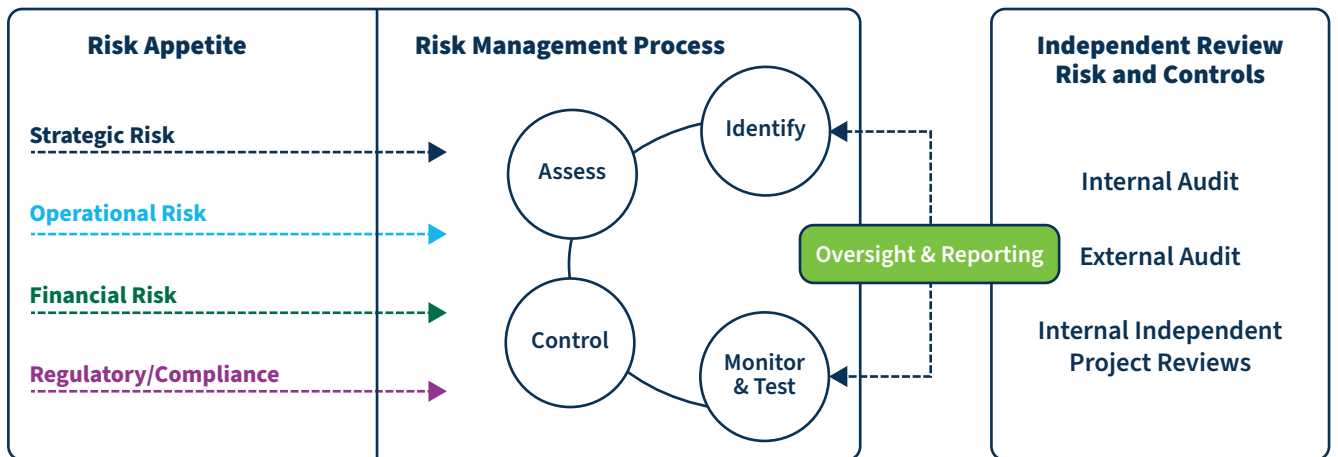 Risk Appetite
Strategic Risk
Operational Risk
Financial Risk
Regulatory/Compliance
Risk Management Process
Identify
Assess
Control
Monitor
& Test
Oversight & Reporting
Independent Review
Risk and Controls
Internal Audit
External Audit
Internal Independent
Project Reviews